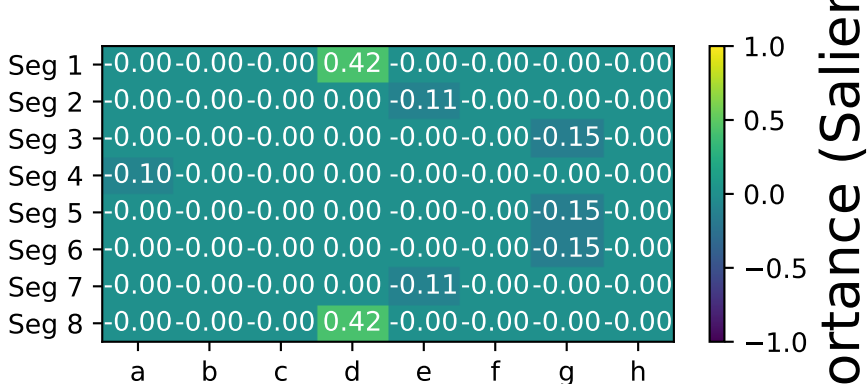 Seg 1 -0.00 -0.00 -0.00 0.42 -0.00 -0.00 -0.00 -0.00
Seg 2 -0.00 -0.00 -0.00 0.00 -0.11 -0.00 -0.00 -0.00
Seg 3 -0.00 -0.00 -0.00 0.00 -0.00 -0.00 -0.15 -0.00
Seg 4 -0.10 -0.00 -0.00 0.00 -0.00 -0.00 -0.00 -0.00
Seg 5 -0.00 -0.00 -0.00 0.00 -0.00 -0.00 -0.15 -0.00
Seg 6 -0.00 -0.00 -0.00 0.00 -0.00 -0.00 -0.15 -0.00
Seg 7 -0.00 -0.00 -0.00 0.00 -0.11 -0.00 -0.00 -0.00
Seg 8 -0.00 -0.00 -0.00 0.42 -0.00 -0.00 -0.00 -0.00
a b c d e f g h
1.0
0.5
0.0
−0.5
−1.0
ortance (Salien